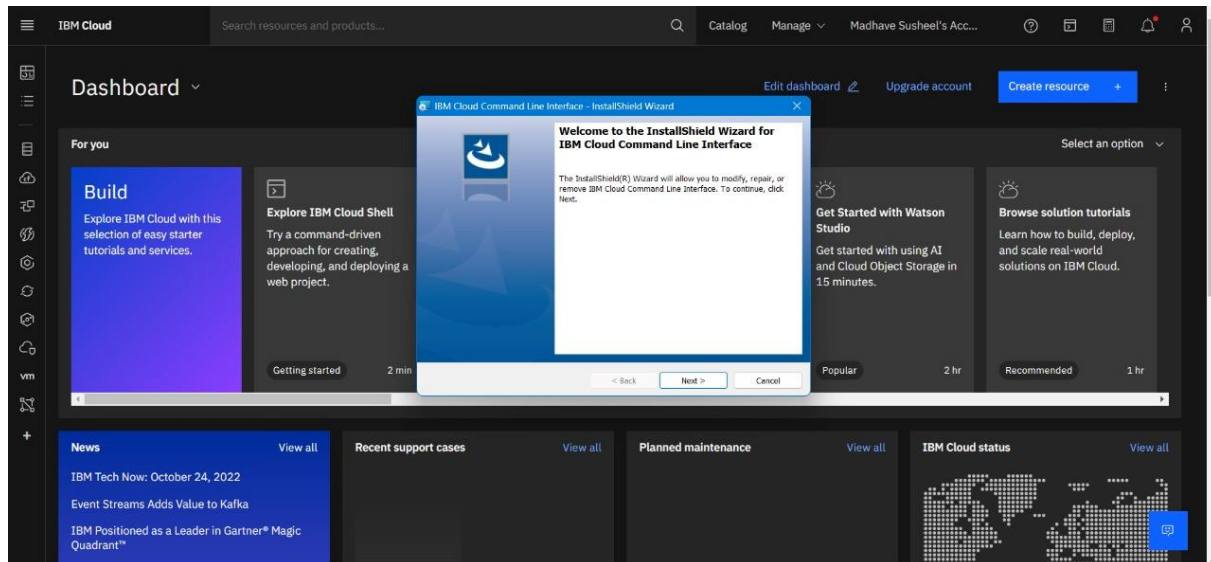 IBM Cloud
Search resources and products...
Catalog
Manage
Madhave Susheel's Acc...
Dashboard
Edit dashboard
Upgrade account
Create resource +
For you
Select an option
Build
Explore IBM Cloud with this
selection of easy starter
tutorials and services.
Explore IBM Cloud Shell
Try a command-driven
approach for creating,
developing, and deploying a
web project.
Getting started
2 min
IBM Cloud Command Line Interface - InstallShield Wizard
Welcome to the InstallShield Wizard for
IBM Cloud Command Line Interface
The InstallShield(R) Wizard will allow you to modify, repair, or
remove IBM Cloud Command Line Interface. To continue, click
Next.
< Back
Next >
Cancel
Get Started with Watson
Studio
Get started with using AI
and Cloud Object Storage in
15 minutes.
Popular
2 hr
Browse solution tutorials
Learn how to build, deploy,
and scale real-world
solutions on IBM Cloud.
Recommended
1 hr
vm
News
View all
IBM Tech Now: October 24, 2022
Event Streams Adds Value to Kafka
IBM Positioned as a Leader in Gartner® Magic
Quadrant™
Recent support cases
View all
Planned maintenance
View all
IBM Cloud status
View all